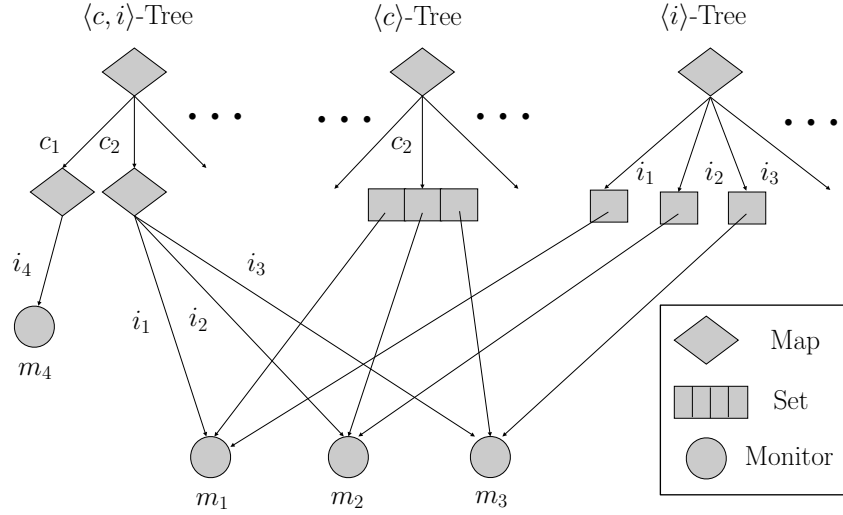 ⟨c, i⟩-Tree
⟨c⟩-Tree
⟨i⟩-Tree
c₁
c₂
c₂
i₁
i₂
i₃
i₄
i₃
i₁
i₂
m₄
m₁
m₂
m₃
Map
Set
Monitor